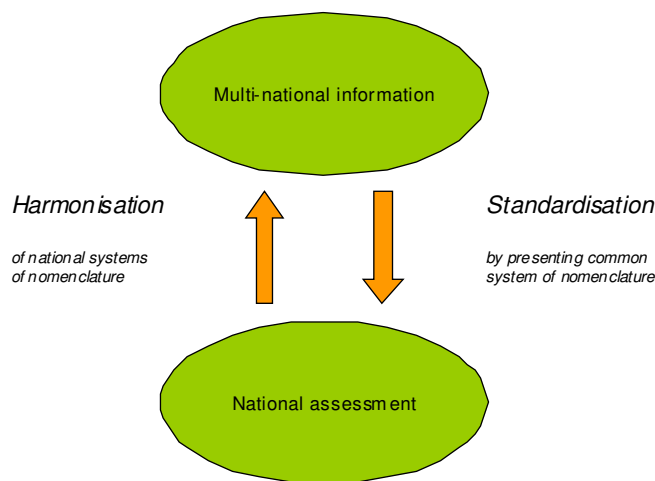 Multi-national information
Harmonisation
of national systems
of nomenclature
Standardisation
by presenting common
system of nomenclature
National assessment